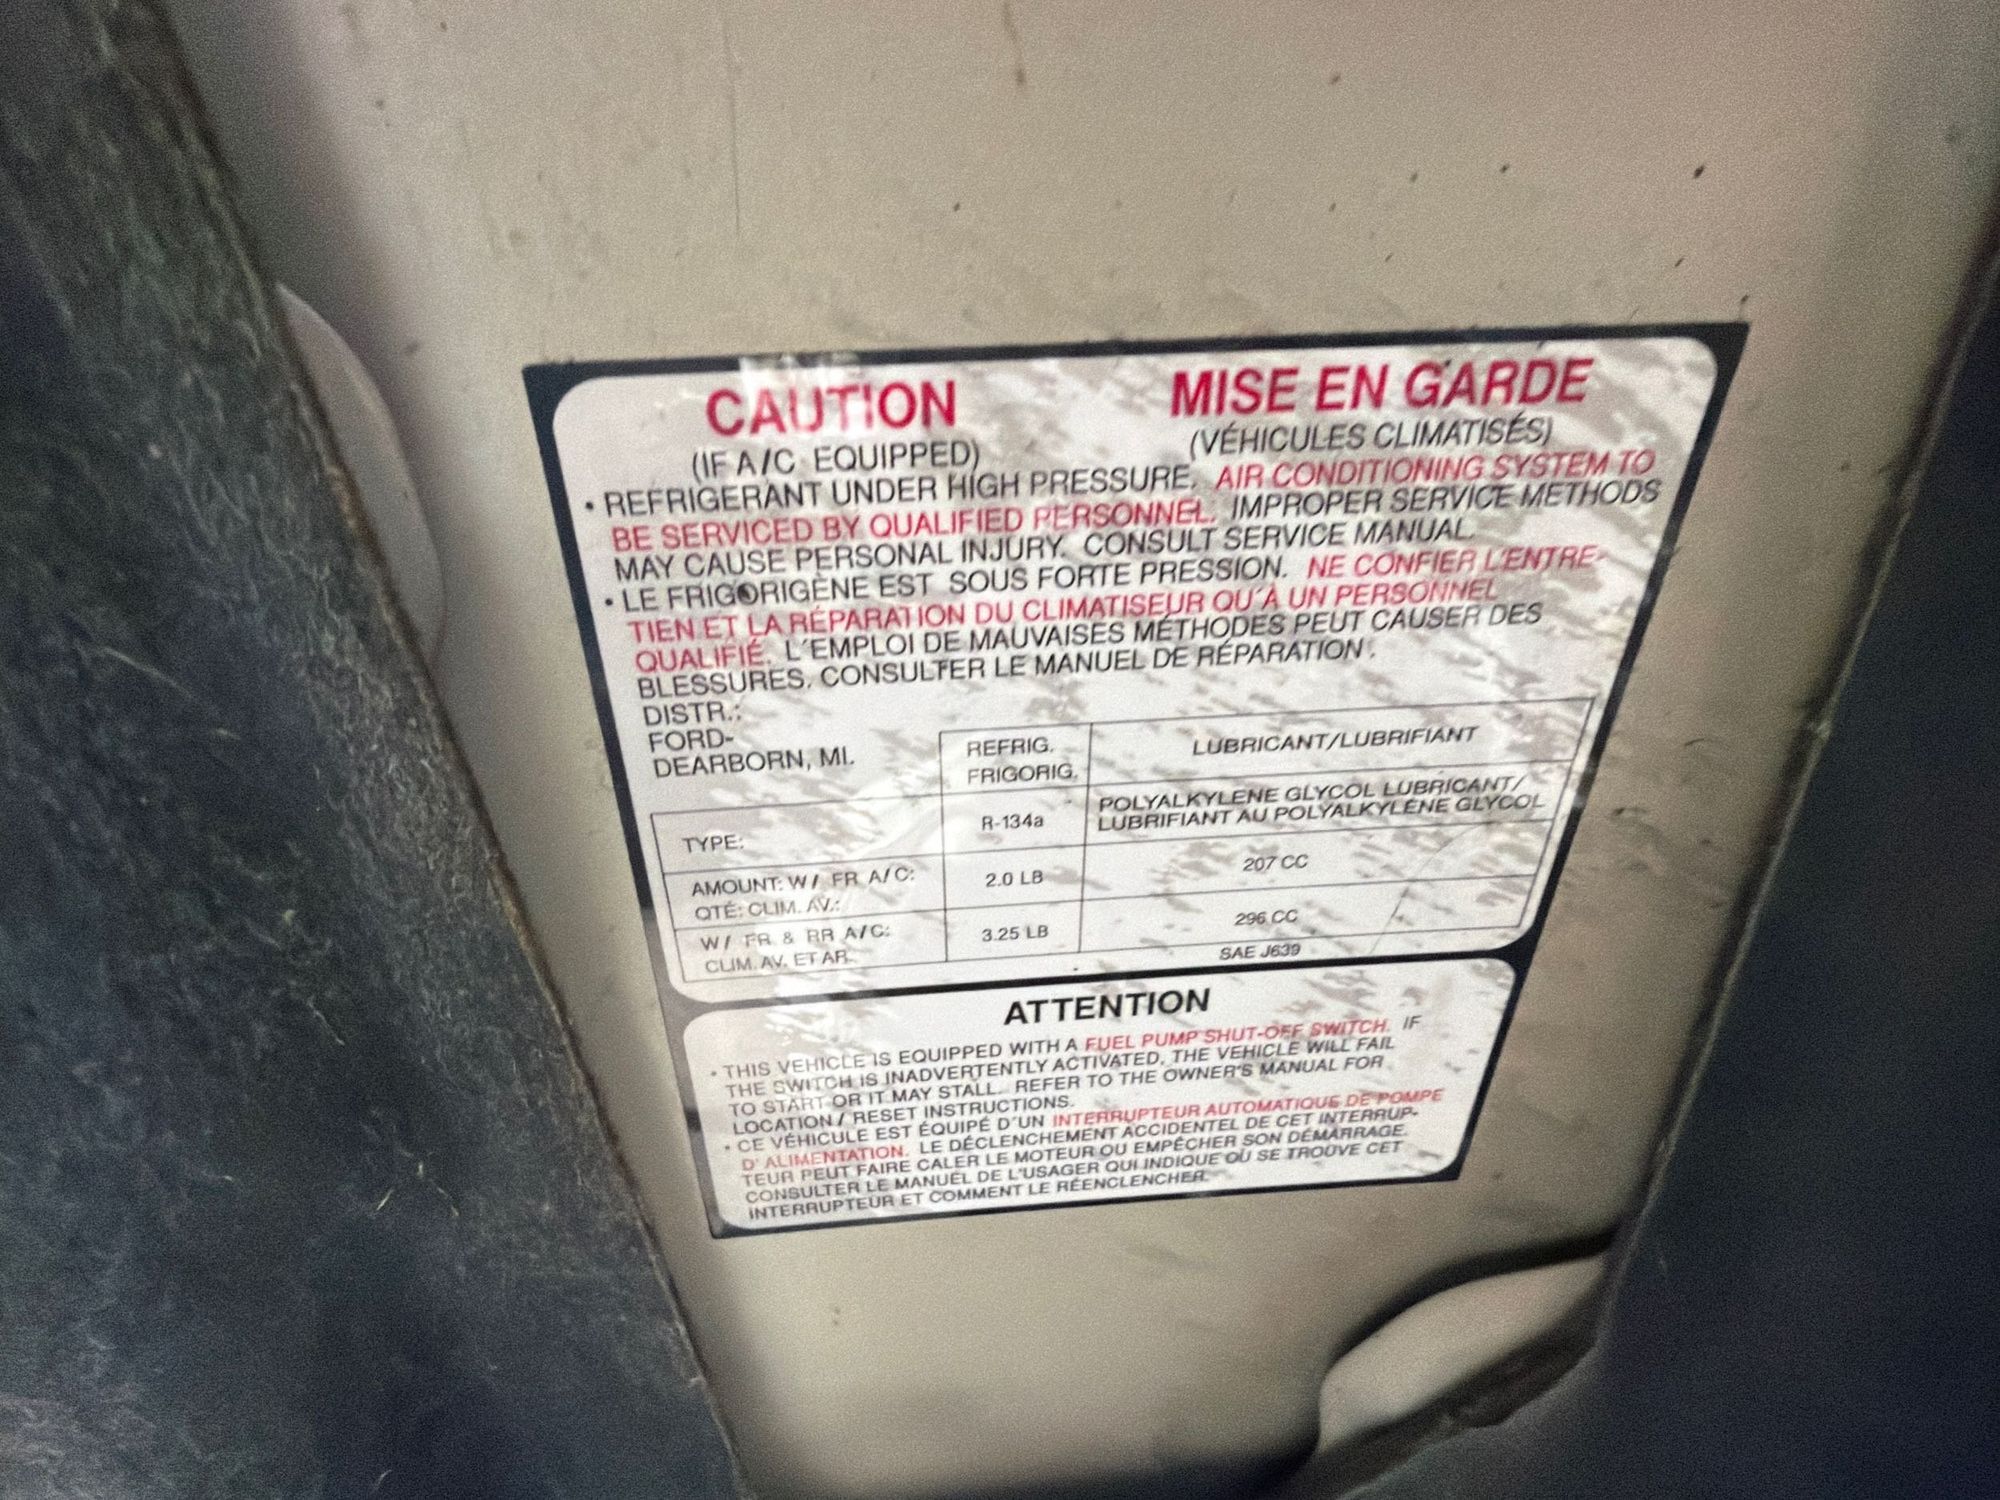 CAUTION
(IF A/C EQUIPPED)
MISE EN GARDE
(VÉHICULES CLIMATISÉS)
• REFRIGERANT UNDER HIGH PRESSURE. AIR CONDITIONING SYSTEM TO
BE SERVICED BY QUALIFIED PERSONNEL. IMPROPER SERVICE METHODS
MAY CAUSE PERSONAL INJURY. CONSULT SERVICE MANUAL.
• LE FRIGORIGÈNE EST SOUS FORTE PRESSION. NE CONFIER L'ENTRE-
TIEN ET LA RÉPARATION DU CLIMATISEUR QU'À UN PERSONNEL
QUALIFIÉ. L'EMPLOI DE MAUVAISES MÉTHODES PEUT CAUSER DES
BLESSURES. CONSULTER LE MANUEL DE RÉPARATION.
DISTR.:
FORD-
DEARBORN, MI.
REFRIG.
FRIGORIG.
LUBRICANT/LUBRIFIANT
TYPE:
R-134a
POLYALKYLENE GLYCOL LUBRICANT/
LUBRIFIANT AU POLYALKYLÉNE GLYCOL
AMOUNT: W/ FR A/C:
QTÉ: CLIM. AV.:
2.0 LB
207 CC
W/ FR & RR A/C:
CLIM. AV. ET AR.
3.25 LB
296 CC
SAE J639
ATTENTION
• THIS VEHICLE IS EQUIPPED WITH A FUEL PUMP SHUT-OFF SWITCH. IF
THE SWITCH IS INADVERTENTLY ACTIVATED, THE VEHICLE WILL FAIL
TO START OR IT MAY STALL. REFER TO THE OWNER'S MANUAL FOR
LOCATION / RESET INSTRUCTIONS.
• CE VÉHICULE EST ÉQUIPÉ D'UN INTERRUPTEUR AUTOMATIQUE DE POMPE
D'ALIMENTATION. LE DÉCLENCHEMENT ACCIDENTEL DE CET INTERRUP-
TEUR PEUT FAIRE CALER LE MOTEUR OU EMPÊCHER SON DÉMARRAGE.
CONSULTER LE MANUEL DE L'USAGER QUI INDIQUE OÙ SE TROUVE CET
INTERRUPTEUR ET COMMENT LE RÉENCLENCHER.